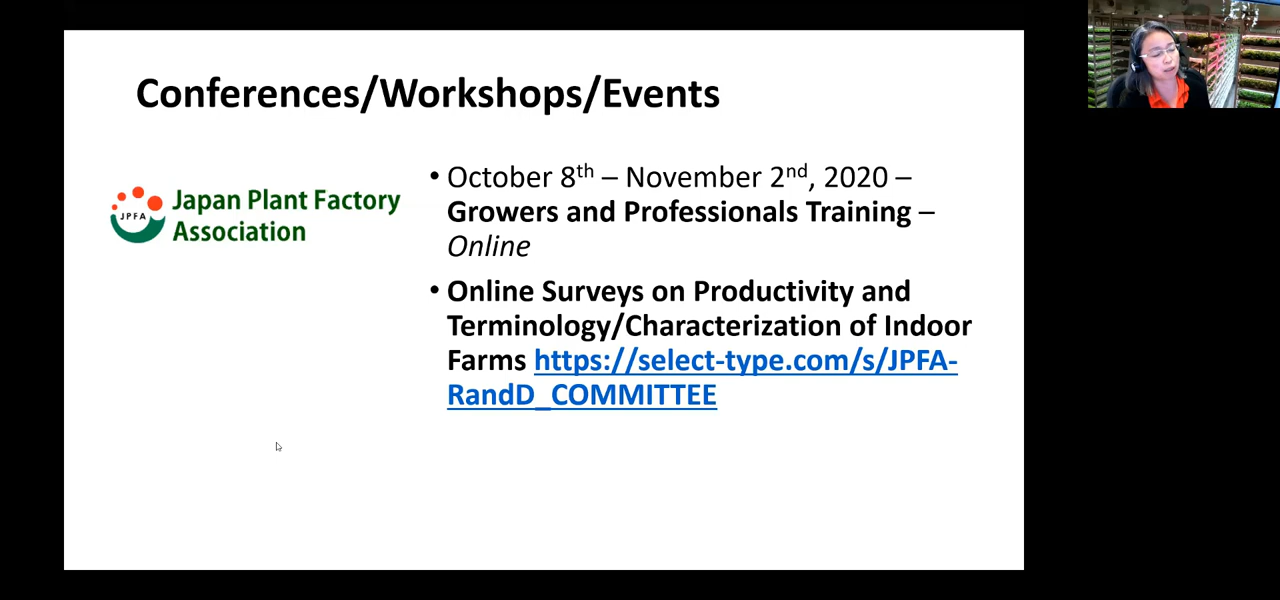 Conferences/Workshops/Events
JPFA
Japan Plant Factory
Association
• October 8th – November 2nd, 2020 –
Growers and Professionals Training –
Online
• Online Surveys on Productivity and
Terminology/Characterization of Indoor
Farms https://select-type.com/s/JPFA-
RandD_COMMITTEE